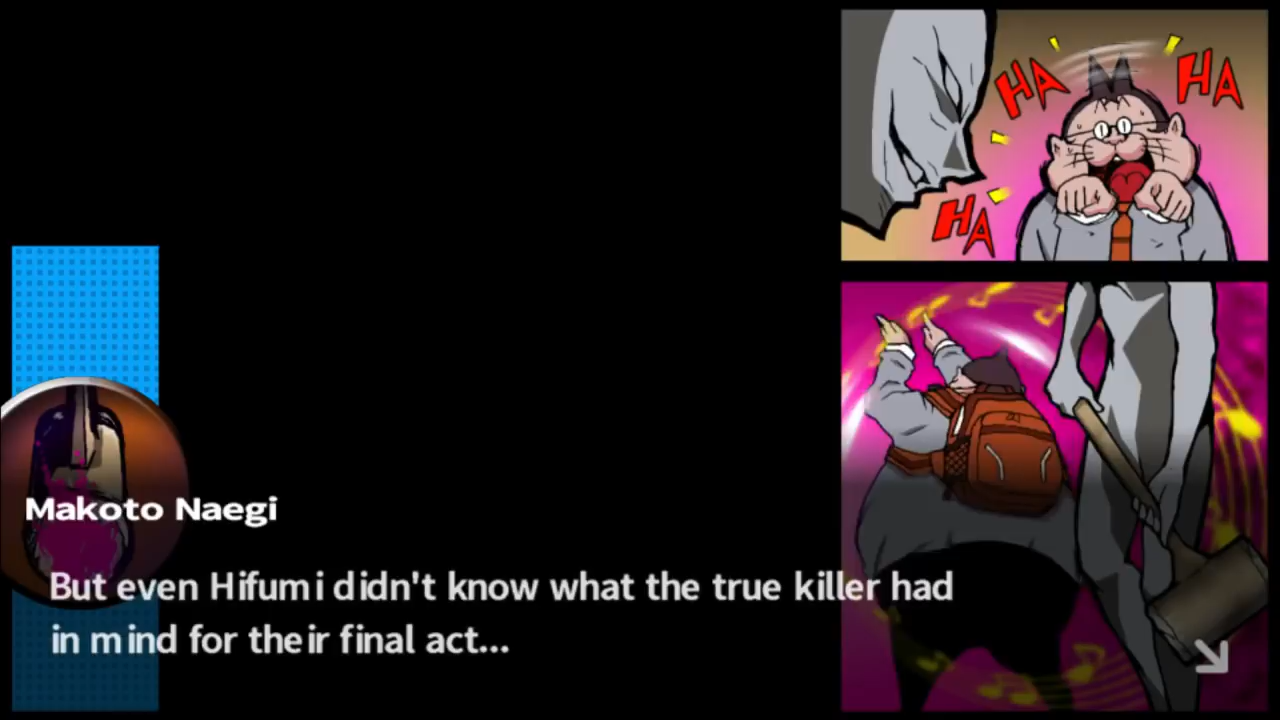 HA
HA
HA
Makoto Naegi
But even Hifumi didn't know what the true killer had
in mind for their final act...